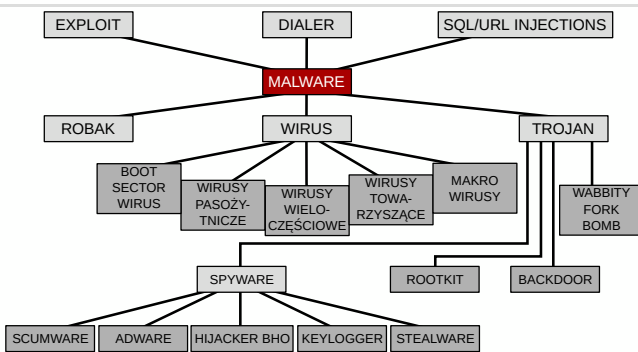 EXPLOIT
DIALER
SQL/URL INJECTIONS
MALWARE
ROBAK
WIRUS
TROJAN
BOOT
SECTOR
WIRUS
WIRUSY
PASOŻY-
TNICZE
WIRUSY
WIELO-
CZĘŚCIOWE
WIRUSY
TOWA-
RZYSZĄCE
MAKRO
WIRUSY
WABBITY
FORK
BOMB
SPYWARE
ROOTKIT
BACKDOOR
SCUMWARE
ADWARE
HIJACKER BHO
KEYLOGGER
STEALWARE